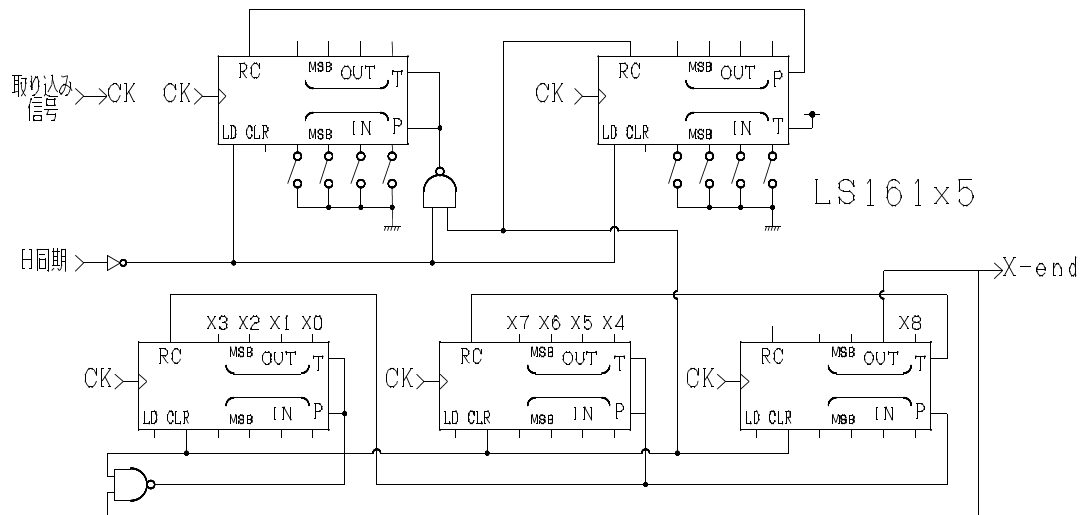 RC MSB OUT T
取り込み信号 CK CK
LD CLR MSB IN P
RC MSB OUT P
CK
LD CLR MSB IN T
LS161x5
H同期
X-end
X3 X2 X1 X0
RC MSB OUT T
CK
LD CLR MSB IN P
X7 X6 X5 X4
RC MSB OUT T
CK
LD CLR MSB IN P
X8
RC MSB OUT T
CK
LD CLR MSB IN P